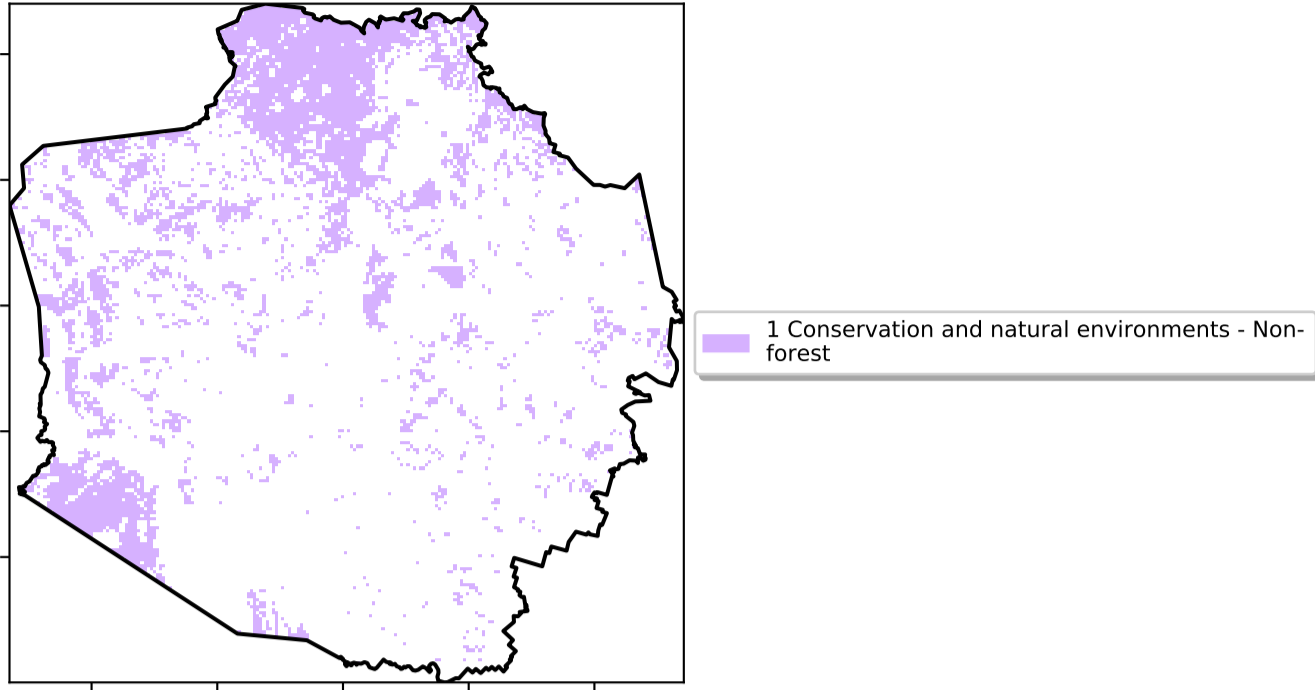 1 Conservation and natural environments - Non-
forest